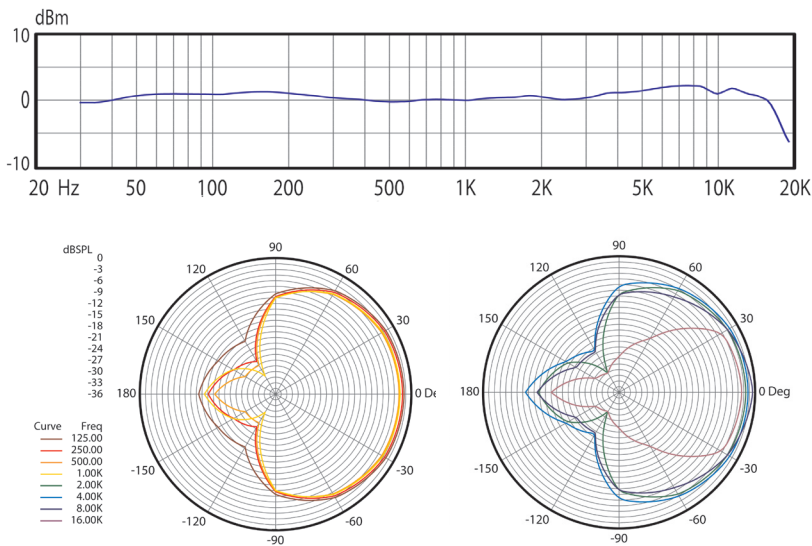 dBm
10
0
-10
20 Hz 50 100 200 500 1K 2K 5K 10K 20K
dBSPL
0
-3
-6
-9
-12
-15
-18
-21
-24
-27
-30
-33
-36
90
120 60
150 30
180 0 De
-150 -30
-120 -60
-90
90
120 60
150 30
180 0 Deg
-150 -30
-120 -60
-90
Curve Freq
125.00
250.00
500.00
1.00K
2.00K
4.00K
8.00K
16.00K